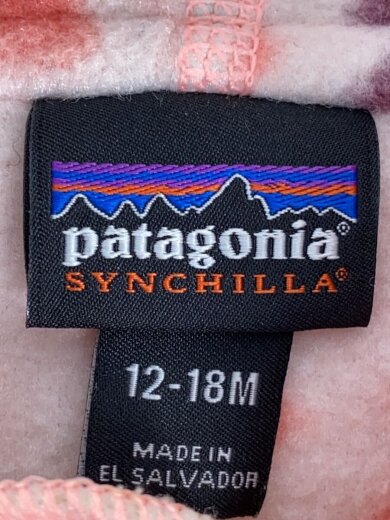 patagonia®
SYNCHILLA®
12-18M
MADE IN
EL SALVADOR